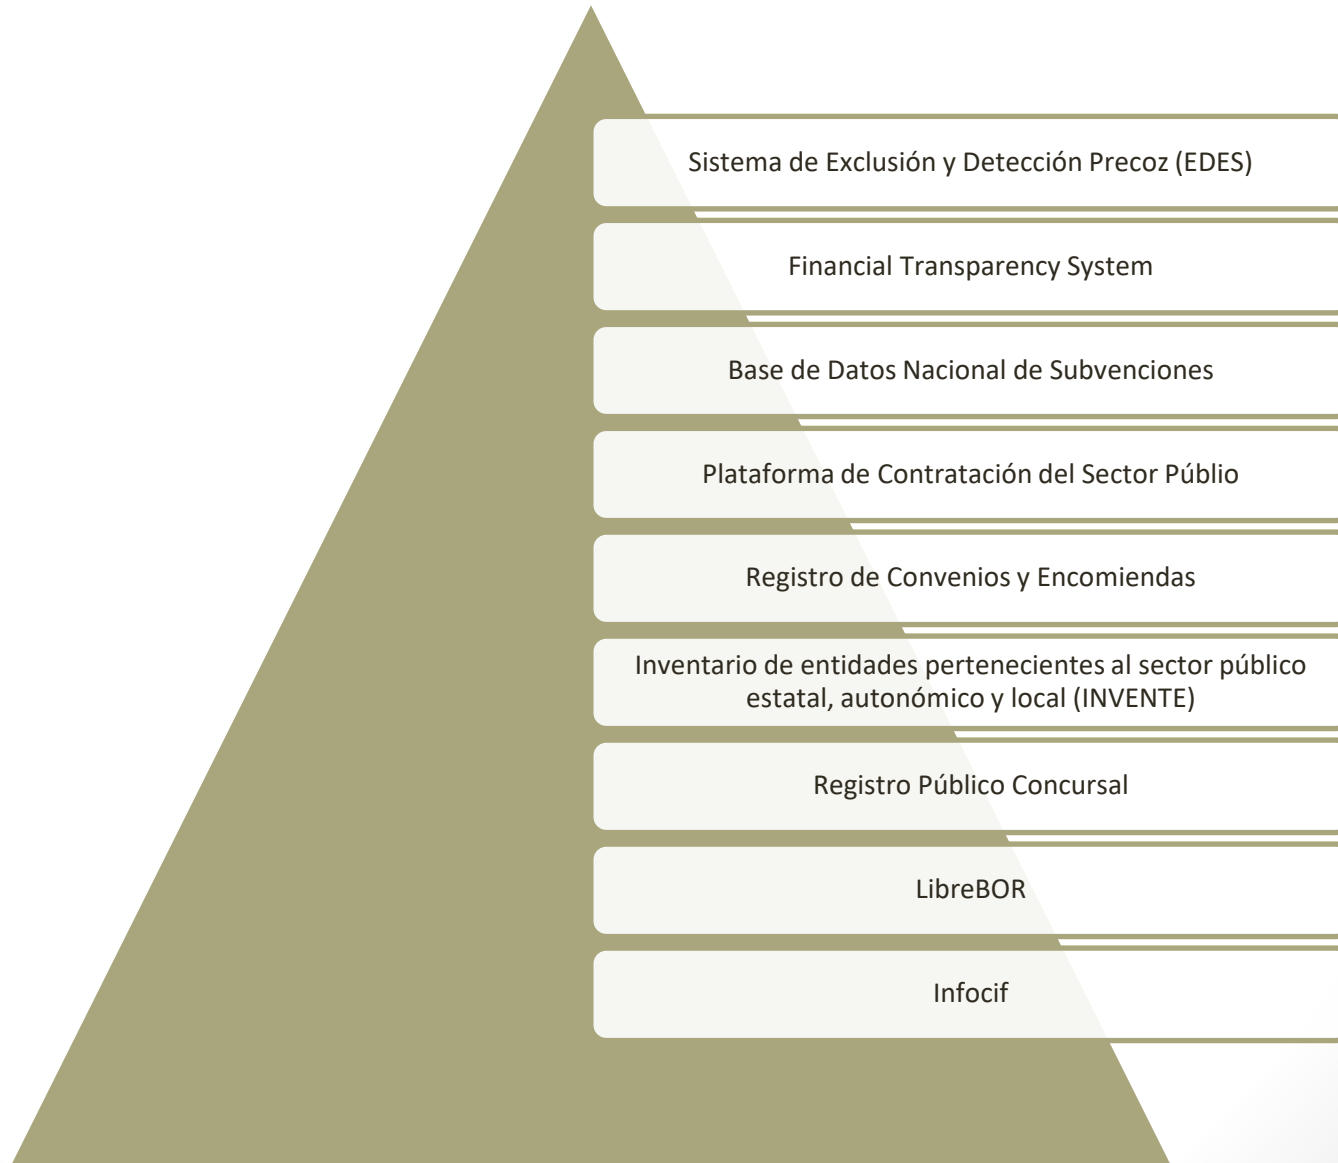 Sistema de Exclusión y Detección Precoz (EDES)
Financial Transparency System
Base de Datos Nacional de Subvenciones
Plataforma de Contratación del Sector Públio
Registro de Convenios y Encomiendas
Inventario de entidades pertenecientes al sector público
estatal, autonómico y local (INVENTE)
Registro Público Concursal
LibreBOR
Infocif